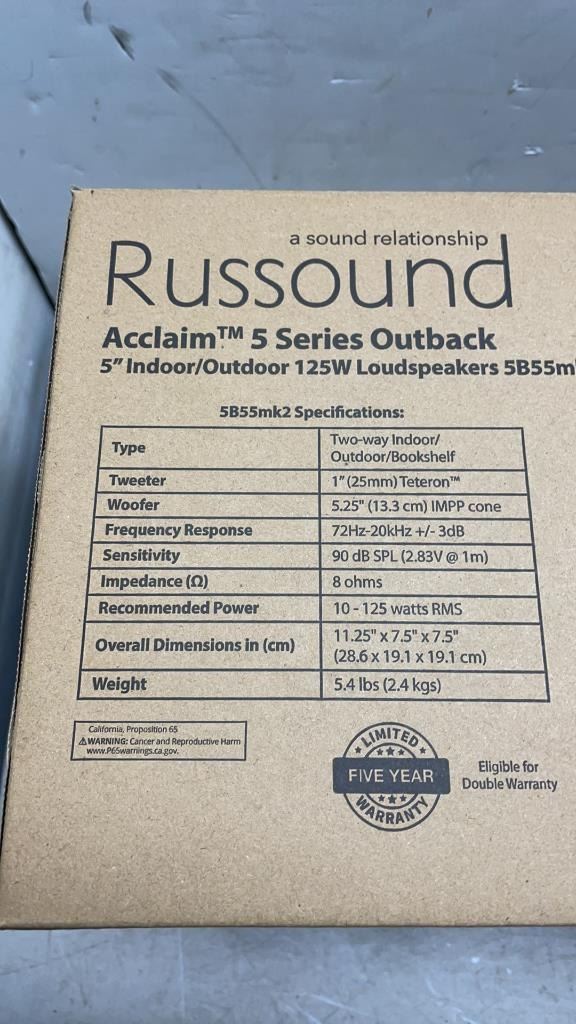 a sound relationship
Russound
Acclaim™ 5 Series Outback
5" Indoor/Outdoor 125W Loudspeakers 5B55m
5B55mk2 Specifications:
Type Two-way Indoor/
Outdoor/Bookshelf
Tweeter 1" (25mm) Teteron™
Woofer 5.25" (13.3 cm) IMPP cone
Frequency Response 72Hz-20kHz +/- 3dB
Sensitivity 90 dB SPL (2.83V @ 1m)
Impedance (Ω) 8 ohms
Recommended Power 10 - 125 watts RMS
Overall Dimensions in (cm) 11.25" x 7.5" x 7.5"
(28.6 x 19.1 x 19.1 cm)
Weight 5.4 lbs (2.4 kgs)
California, Proposition 65
⚠WARNING: Cancer and Reproductive Harm
www.P65warnings.ca.gov.
LIMITED
FIVE YEAR
WARRANTY
Eligible for
Double Warranty